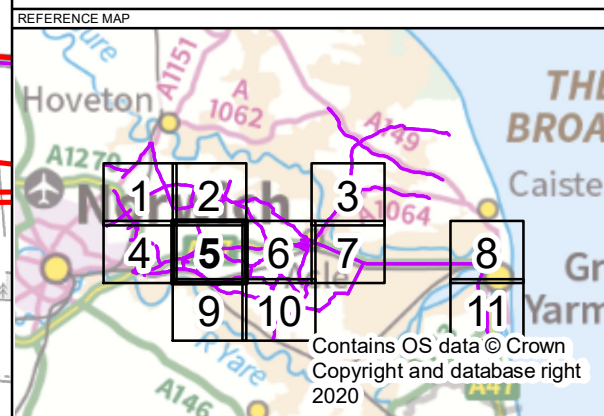 REFERENCE MAP
A1151
A
1062
Hoveton
A149
THE
BROA
A1270
Caiste
1 2 3
A1064
4 5 6 7 8
Gr
Yarm
9 10 11
R Yare
Contains OS data © Crown
Copyright and database right
2020
A146
A47